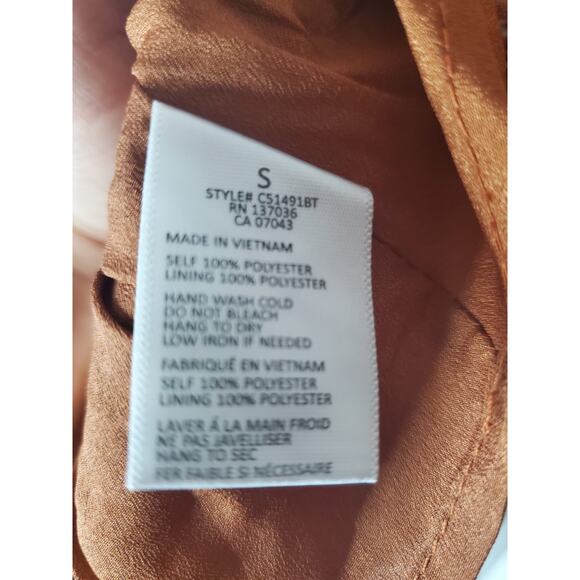 S
STYLE# C51491BT
RN 137036
CA 07043
MADE IN VIETNAM
SELF 100% POLYESTER
LINING 100% POLYESTER
HAND WASH COLD
DO NOT BLEACH
HANG TO DRY
LOW IRON IF NEEDED
FABRIQUÉ EN VIETNAM
SELF 100% POLYESTER
LINING 100% POLYESTER
LAVER Á LA MAIN FROID
NE PAS JAVELLISER
HANG TO SEC
FER FAIBLE SI NÉCESSAIRE